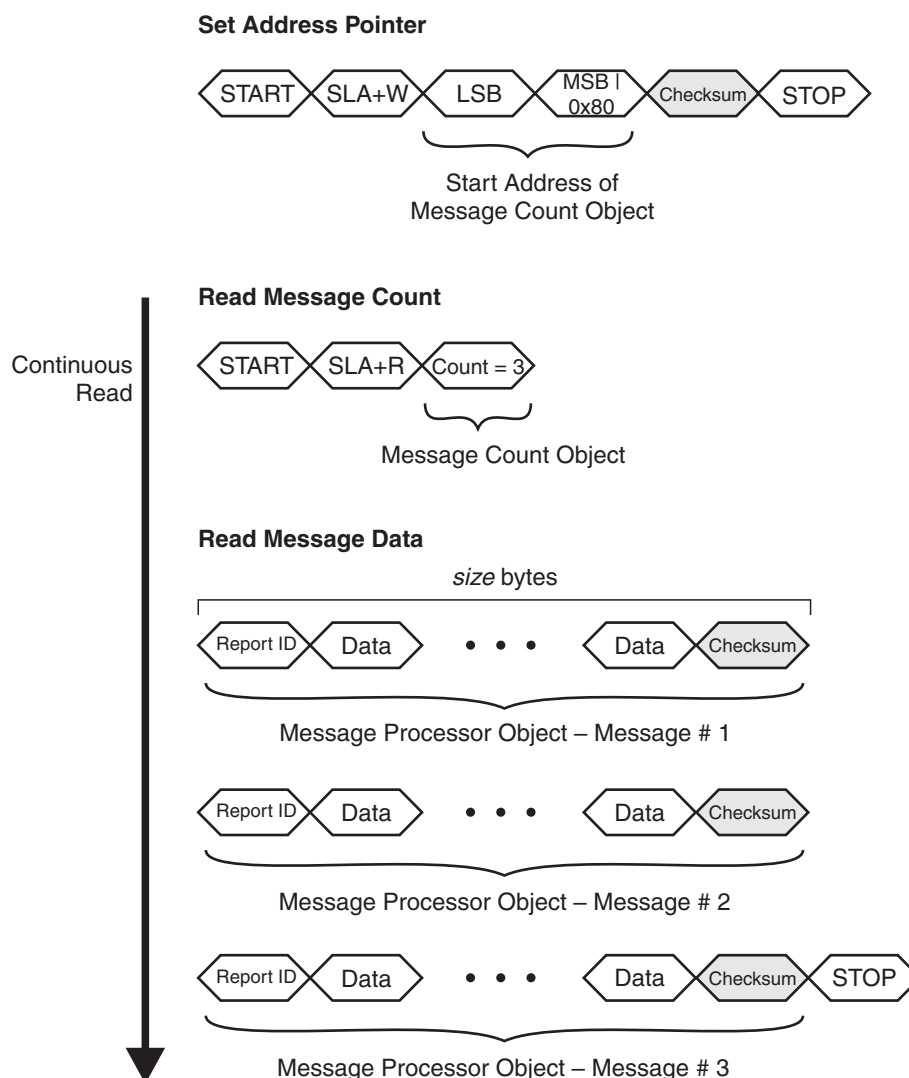 Set Address Pointer
START SLA+W LSB MSB | 0x80 Checksum STOP
Start Address of
Message Count Object
Read Message Count
Continuous
Read
START SLA+R Count = 3
Message Count Object
Read Message Data
size bytes
Report ID Data • • • Data Checksum
Message Processor Object – Message # 1
Report ID Data • • • Data Checksum
Message Processor Object – Message # 2
Report ID Data • • • Data Checksum STOP
Message Processor Object – Message # 3